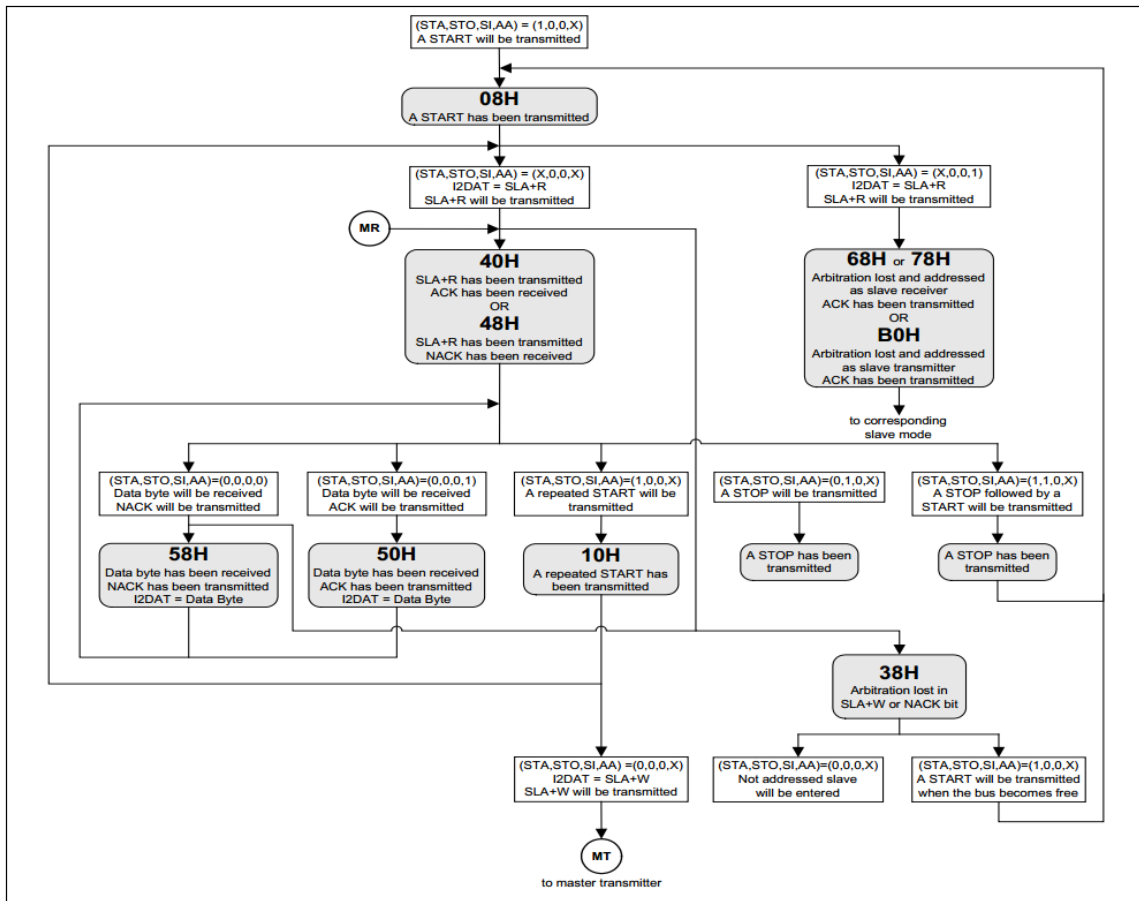 (STA,STO,SI,AA) = (1,0,0,X)
A START will be transmitted
08H
A START has been transmitted
(STA,STO,SI,AA) = (X,0,0,X)
I2DAT = SLA+R
SLA+R will be transmitted
(STA,STO,SI,AA) = (X,0,0,1)
I2DAT = SLA+R
SLA+R will be transmitted
MR
40H
SLA+R has been transmitted
ACK has been received
OR
48H
SLA+R has been transmitted
NACK has been received
68H or 78H
Arbitration lost and addressed
as slave receiver
ACK has been transmitted
OR
B0H
Arbitration lost and addressed
as slave transmitter
ACK has been transmitted
to corresponding
slave mode
(STA,STO,SI,AA)=(0,0,0,0)
Data byte will be received
NACK will be transmitted
(STA,STO,SI,AA)=(0,0,0,1)
Data byte will be received
ACK will be transmitted
(STA,STO,SI,AA)=(1,0,0,X)
A repeated START will be
transmitted
(STA,STO,SI,AA)=(0,1,0,X)
A STOP will be transmitted
(STA,STO,SI,AA)=(1,1,0,X)
A STOP followed by a
START will be transmitted
58H
Data byte has been received
NACK has been transmitted
I2DAT = Data Byte
50H
Data byte has been received
ACK has been transmitted
I2DAT = Data Byte
10H
A repeated START has
been transmitted
A STOP has been
transmitted
A STOP has been
transmitted
38H
Arbitration lost in
SLA+W or NACK bit
(STA,STO,SI,AA) =(0,0,0,X)
I2DAT = SLA+W
SLA+W will be transmitted
(STA,STO,SI,AA)=(0,0,0,X)
Not addressed slave
will be entered
(STA,STO,SI,AA)=(1,0,0,X)
A START will be transmitted
when the bus becomes free
MT
to master transmitter